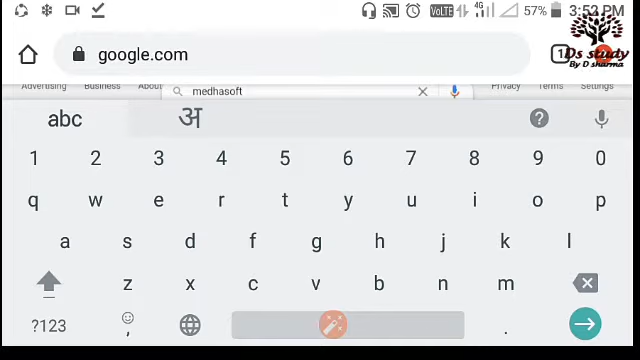 4G
VoLTE 57% 3:52 PM
google.com
Ds study
By D sharma
Advertising Business About Privacy Terms Settings
medhasoft
abc अ ?
1 2 3 4 5 6 7 8 9 0
q w e r t y u i o p
a s d f g h j k l
z x c v b n m
?123 , .